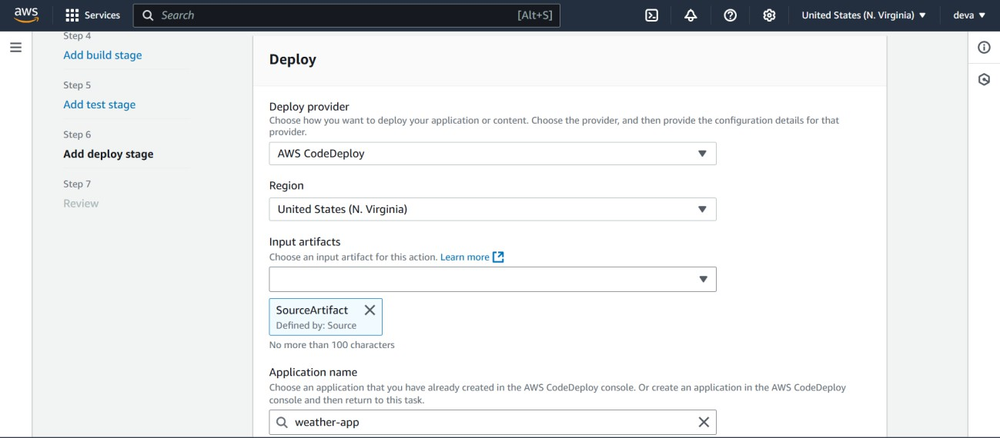 aws Services Search [Alt+S] United States (N. Virginia) deva
Step 4
Add build stage
Step 5
Add test stage
Step 6
Add deploy stage
Step 7
Review
Deploy
Deploy provider
Choose how you want to deploy your application or content. Choose the provider, and then provide the configuration details for that
provider.
AWS CodeDeploy
Region
United States (N. Virginia)
Input artifacts
Choose an input artifact for this action. Learn more
SourceArtifact
Defined by: Source
No more than 100 characters
Application name
Choose an application that you have already created in the AWS CodeDeploy console. Or create an application in the AWS CodeDeploy
console and then return to this task.
weather-app